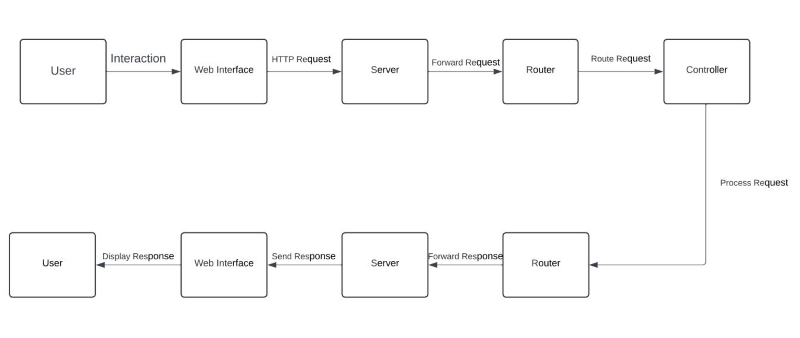 User
Interaction
Web Interface
HTTP Request
Server
Forward Request
Router
Route Request
Controller
Process Request
User
Display Response
Web Interface
Send Response
Server
Forward Response
Router